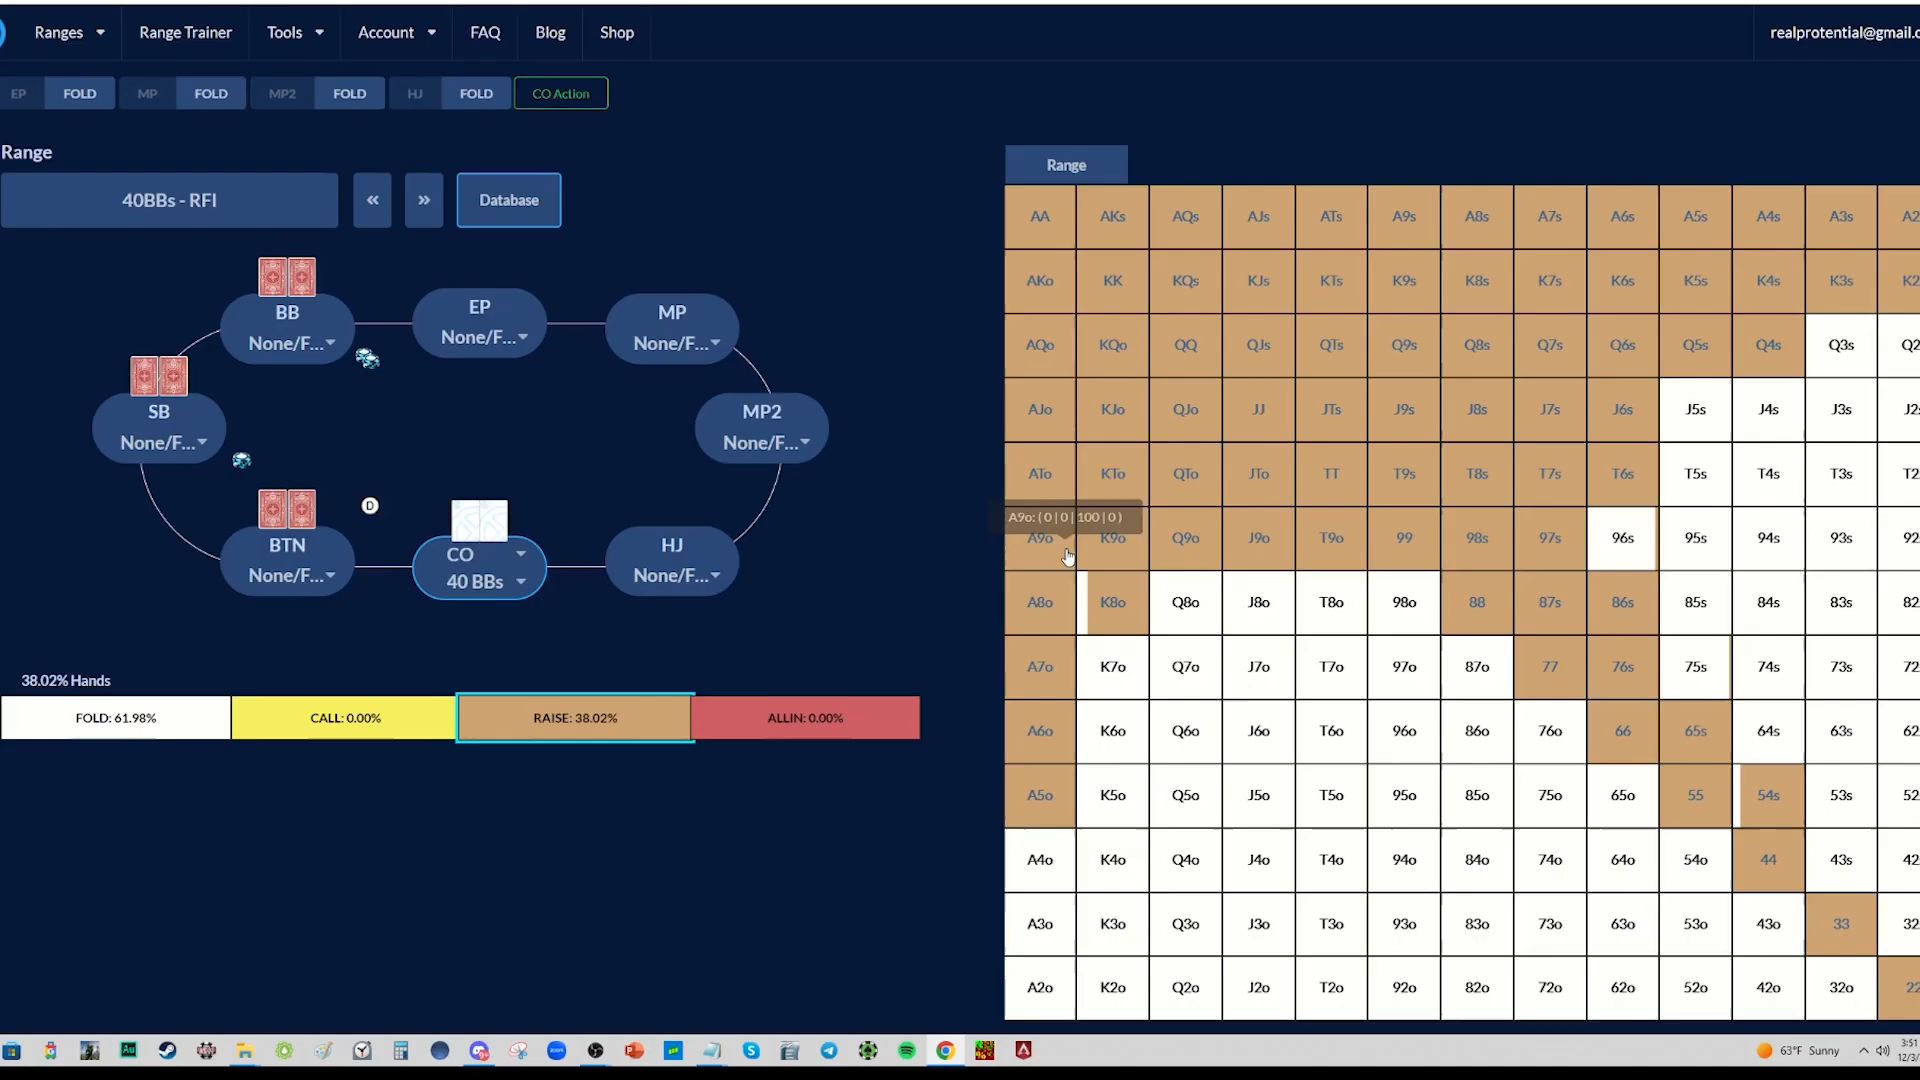 Ranges Range Trainer Tools Account FAQ Blog Shop realprotential@gmail.c
EP FOLD MP FOLD MP2 FOLD HJ FOLD CO Action
Range
40BBs - RFI « » Database
BB
None/F...
EP
None/F...
MP
None/F...
SB
None/F...
MP2
None/F...
D
BTN
None/F...
CO
40 BBs
HJ
None/F...
38.02% Hands
FOLD: 61.98% CALL: 0.00% RAISE: 38.02% ALLIN: 0.00%
Range
AA AKs AQs AJs ATs A9s A8s A7s A6s A5s A4s A3s A2
AKo KK KQs KJs KTs K9s K8s K7s K6s K5s K4s K3s K2
AQo KQo QQ QJs QTs Q9s Q8s Q7s Q6s Q5s Q4s Q3s Q2
AJo KJo QJo JJ JTs J9s J8s J7s J6s J5s J4s J3s J2
ATo KTo QTo JTo TT T9s T8s T7s T6s T5s T4s T3s T2
A9o: ( 0 | 0 | 100 | 0 )
A9o K9o Q9o J9o T9o 99 98s 97s 96s 95s 94s 93s 92
A8o K8o Q8o J8o T8o 98o 88 87s 86s 85s 84s 83s 82
A7o K7o Q7o J7o T7o 97o 87o 77 76s 75s 74s 73s 72
A6o K6o Q6o J6o T6o 96o 86o 76o 66 65s 64s 63s 62
A5o K5o Q5o J5o T5o 95o 85o 75o 65o 55 54s 53s 52
A4o K4o Q4o J4o T4o 94o 84o 74o 64o 54o 44 43s 42
A3o K3o Q3o J3o T3o 93o 83o 73o 63o 53o 43o 33 32
A2o K2o Q2o J2o T2o 92o 82o 72o 62o 52o 42o 32o 22
63°F Sunny
3:51
12/3/